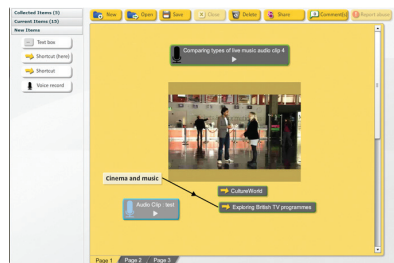 Collected Items (3)
Current Items (15)
New Items
Text box
Shortcut (here)
Shortcut
Voice record
New
Open
Save
Close
Delete
Share
Comment(s)
Report abuse
Comparing types of live music audio clip 4
Cinema and music
CultureWorld
Audio Clip : test
Exploring British TV programmes
Page 1
Page 2
Page 3